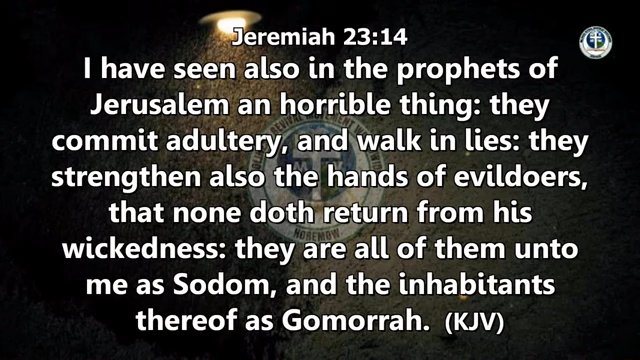 Jeremiah 23:14
I have seen also in the prophets of
Jerusalem an horrible thing: they
commit adultery, and walk in lies: they
strengthen also the hands of evildoers,
that none doth return from his
wickedness: they are all of them unto
me as Sodom, and the inhabitants
thereof as Gomorrah. (KJV)